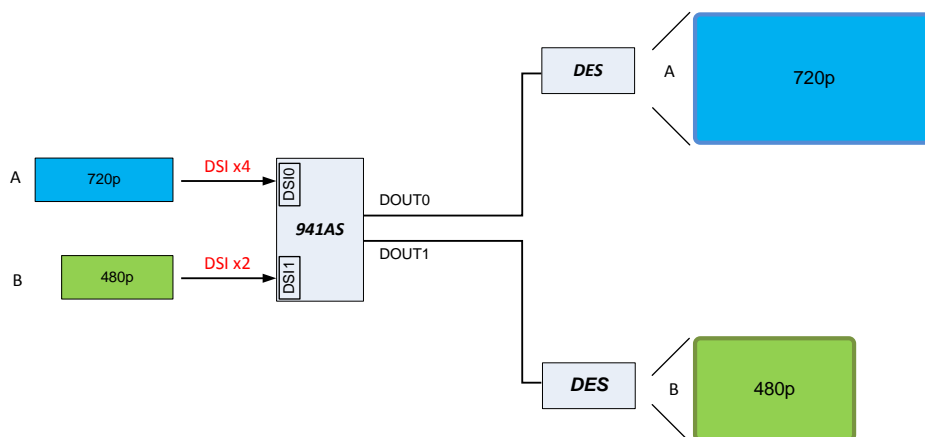 DES
A
720p
A
720p
DSI x4
DSI0
941AS
DOUT0
DOUT1
B
480p
DSI x2
DSI1
DES
B
480p